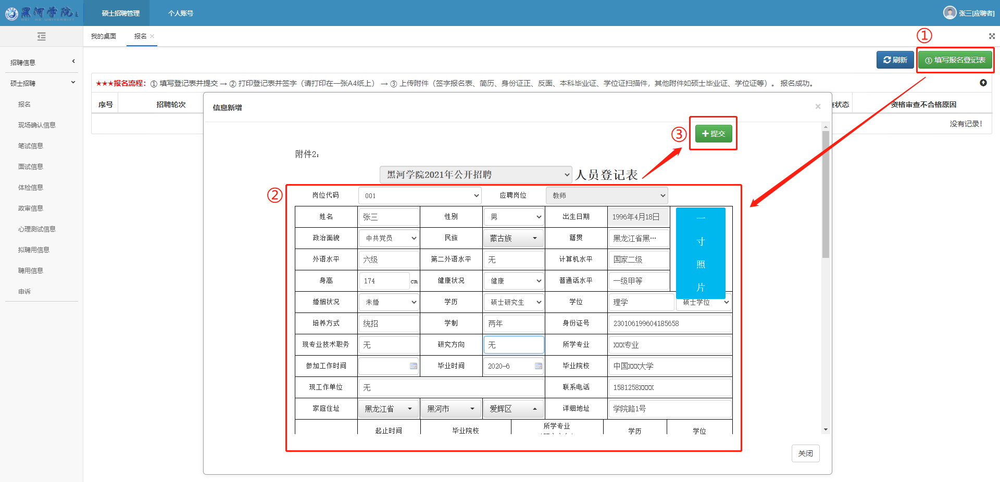 黑河学院
HEI HE UNIVERSITY
硕士招聘管理
个人账号
张三[应聘者]
我的桌面
报名 ×
①
招聘信息
硕士招聘
报名
现场确认信息
笔试信息
面试信息
体检信息
政审信息
心理测试信息
拟聘用信息
聘用信息
申诉
刷新
① 填写报名登记表
★★★报名流程：① 填写登记表并提交 → ② 打印登记表并签字（请打印在一张A4纸上） → ③ 上传附件（签字报名表、简历、身份证正、反面、本科毕业证、学位证扫描件，其他附件如硕士毕业证、学位证等）。 报名成功。
序号 招聘轮次 状态 资格审查不合格原因
没有记录！
信息新增 ×
③ +提交
附件2：
黑河学院2021年公开招聘 人员登记表
②
岗位代码 001 应聘岗位 教师
姓名 张三 性别 男 出生日期 1996年4月18日
一寸照片
政治面貌 中共党员 民族 蒙古族 籍贯 黑龙江省黑…
外语水平 六级 第二外语水平 无 计算机水平 国家二级
身高 174 cm 健康状况 健康 普通话水平 一级甲等
婚姻状况 未婚 学历 硕士研究生 学位 理学 硕士学位
培养方式 统招 学制 两年 身份证号 230106199604185658
现专业技术职务 无 研究方向 无 所学专业 xxx专业
参加工作时间 毕业时间 2020-6 毕业院校 中国xxx大学
现工作单位 无 联系电话 1581258XXXX
家庭住址 黑龙江省 黑河市 爱辉区 详细地址 学院路1号
起止时间 毕业院校 所学专业 学历 学位
关闭